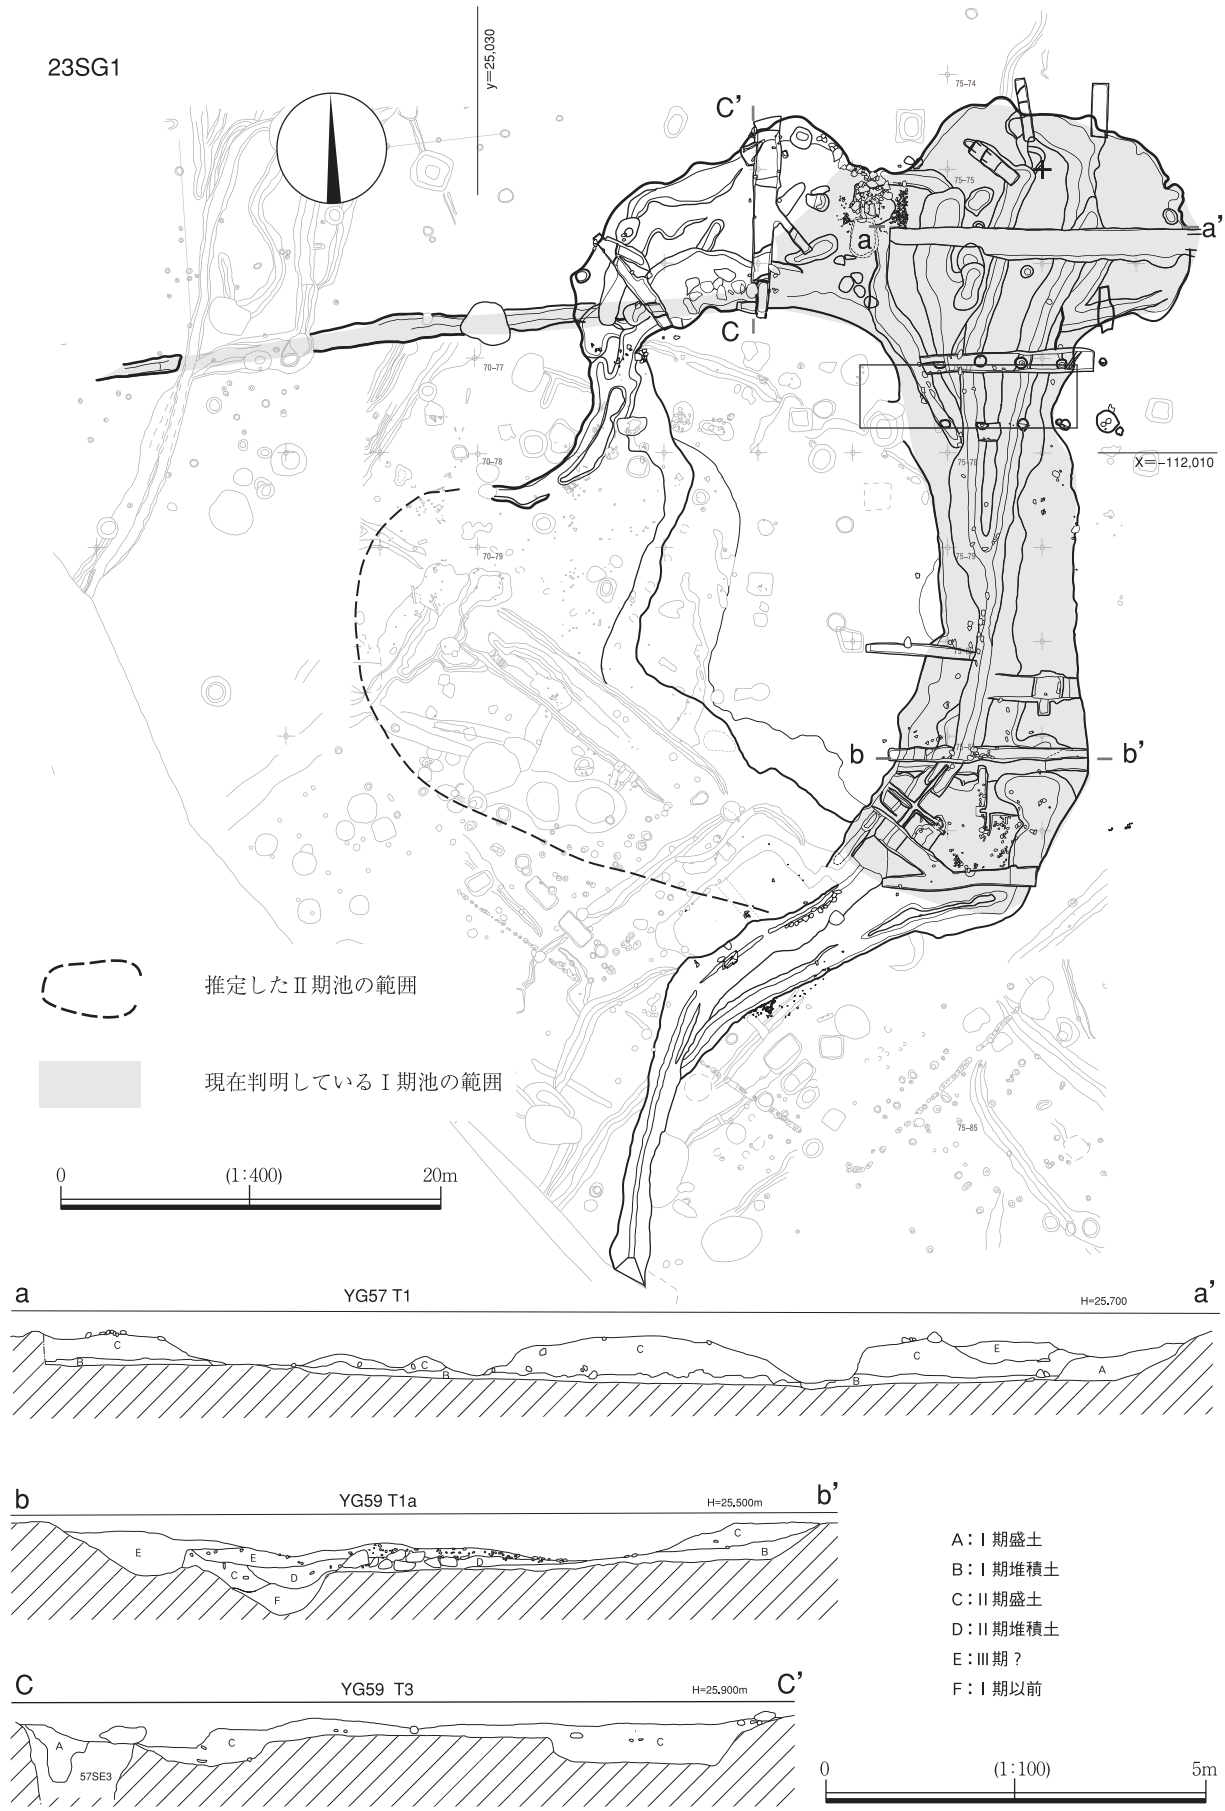 23SG1
y=25,030
C’
75-74
75-75
a
a’
C
70-77
70-78
75-78
X=-112,010
70-79
75-79
b
b’
推定したⅡ期池の範囲
現在判明しているⅠ期池の範囲
75-85
0 (1:400) 20m
a YG57 T1 H=25.700 a’
C
C
C
C
E
B
B
B
A
b YG59 T1a H=25.500m b’
E
E
C
D
D
C
B
F
C YG59 T3 H=25.900m C’
A
57SE3
C
C
A:Ⅰ期盛土
B:Ⅰ期堆積土
C:Ⅱ期盛土
D:Ⅱ期堆積土
E:Ⅲ期?
F:Ⅰ期以前
0 (1:100) 5m